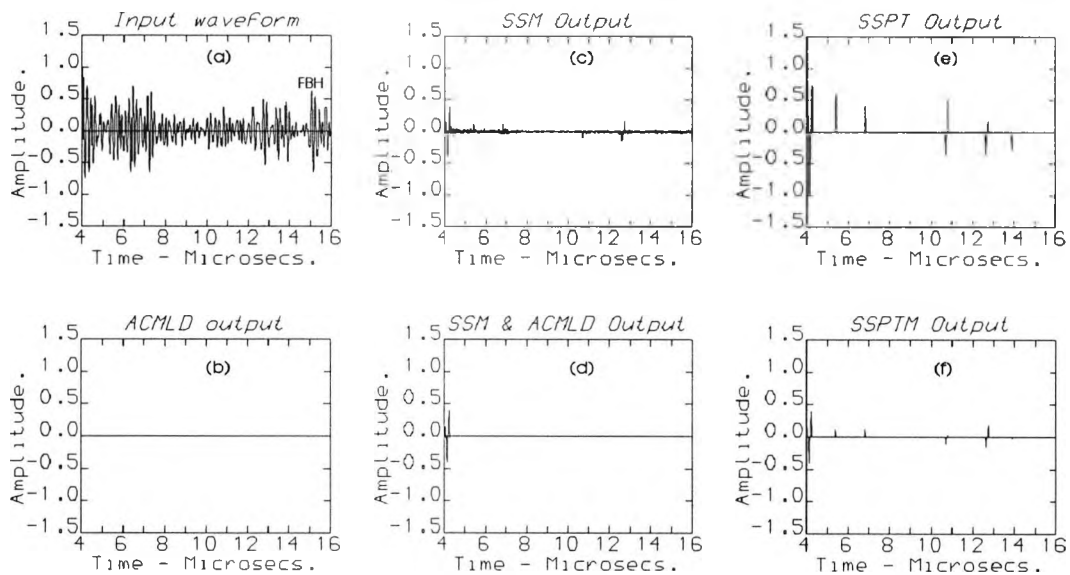 Input waveform
(a)
FBH
Amplitude.
1.5
1.0
0.5
0.0
-0.5
-1.0
-1.5
4 6 8 10 12 14 16
Time - Microsecs.
SSM Output
(c)
Amplitude.
1.5
1.0
0.5
0.0
-0.5
-1.0
-1.5
4 6 8 10 12 14 16
Time - Microsecs.
SSPT Output
(e)
Amplitude.
1.5
1.0
0.5
0.0
-0.5
-1.0
-1.5
4 6 8 10 12 14 16
Time - Microsecs.
ACMLD output
(b)
Amplitude.
1.5
1.0
0.5
0.0
-0.5
-1.0
-1.5
4 6 8 10 12 14 16
Time - Microsecs.
SSM & ACMLD Output
(d)
Amplitude.
1.5
1.0
0.5
0.0
-0.5
-1.0
-1.5
4 6 8 10 12 14 16
Time - Microsecs.
SSPTM Output
(f)
Amplitude.
1.5
1.0
0.5
0.0
-0.5
-1.0
-1.5
4 6 8 10 12 14 16
Time - Microsecs.